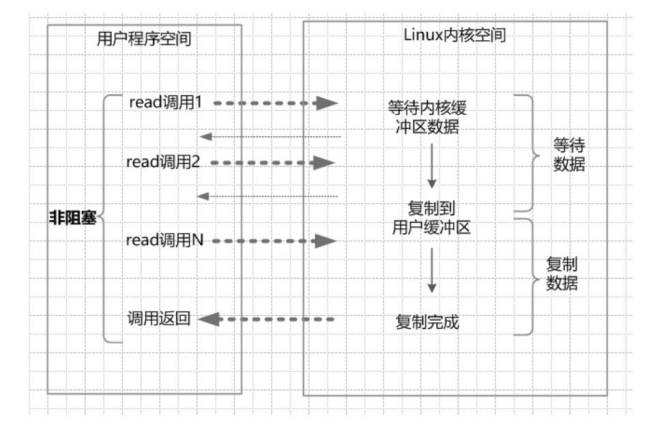 用户程序空间
Linux内核空间
read调用1
等待内核缓
冲区数据
等待
数据
read调用2
复制到
用户缓冲区
非阻塞
read调用N
复制
数据
调用返回
复制完成